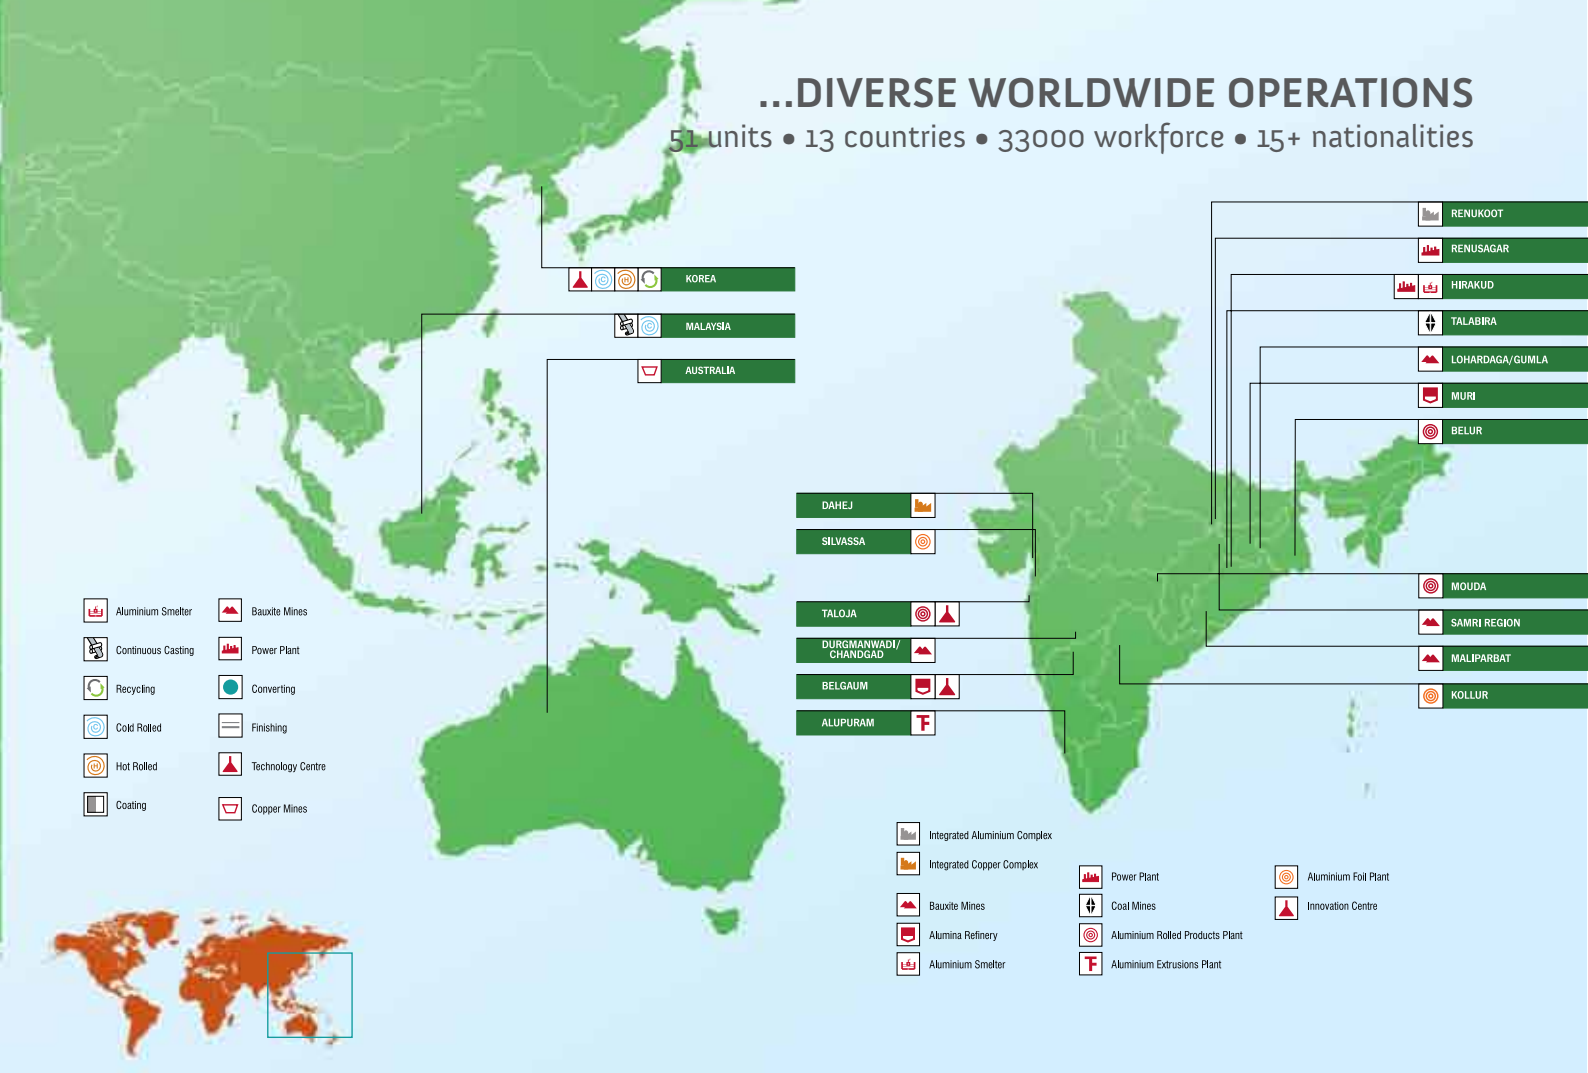 ...DIVERSE WORLDWIDE OPERATIONS
51 units • 13 countries • 33000 workforce • 15+ nationalities
KOREA
MALAYSIA
AUSTRALIA
RENUKOOT
RENUSAGAR
HIRAKUD
TALABIRA
LOHARDAGA/GUMLA
MURI
BELUR
DAHEJ
SILVASSA
TALOJA
DURGMANWADI/
CHANDGAD
BELGAUM
ALUPURAM
MOUDA
SAMRI REGION
MALIPARBAT
KOLLUR
Aluminium Smelter
Continuous Casting
Recycling
Cold Rolled
Hot Rolled
Coating
Bauxite Mines
Power Plant
Converting
Finishing
Technology Centre
Copper Mines
Integrated Aluminium Complex
Integrated Copper Complex
Bauxite Mines
Alumina Refinery
Aluminium Smelter
Power Plant
Coal Mines
Aluminium Rolled Products Plant
Aluminium Extrusions Plant
Aluminium Foil Plant
Innovation Centre